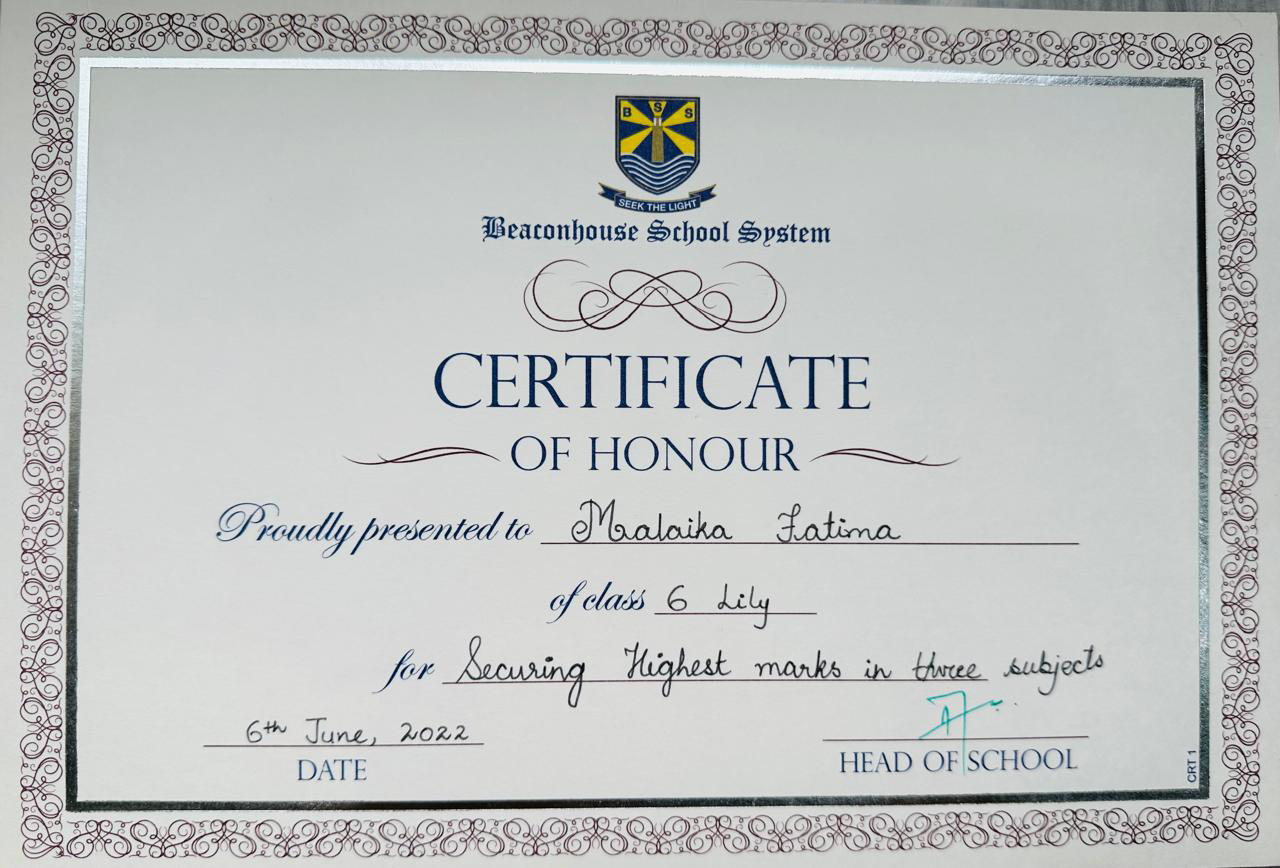 B S S
SEEK THE LIGHT
Beaconhouse School System
CERTIFICATE
OF HONOUR
Proudly presented to Malaika Fatima
of class 6 Lily
for Securing Highest marks in three subjects
6th June, 2022
DATE
HEAD OF SCHOOL
CRT 1